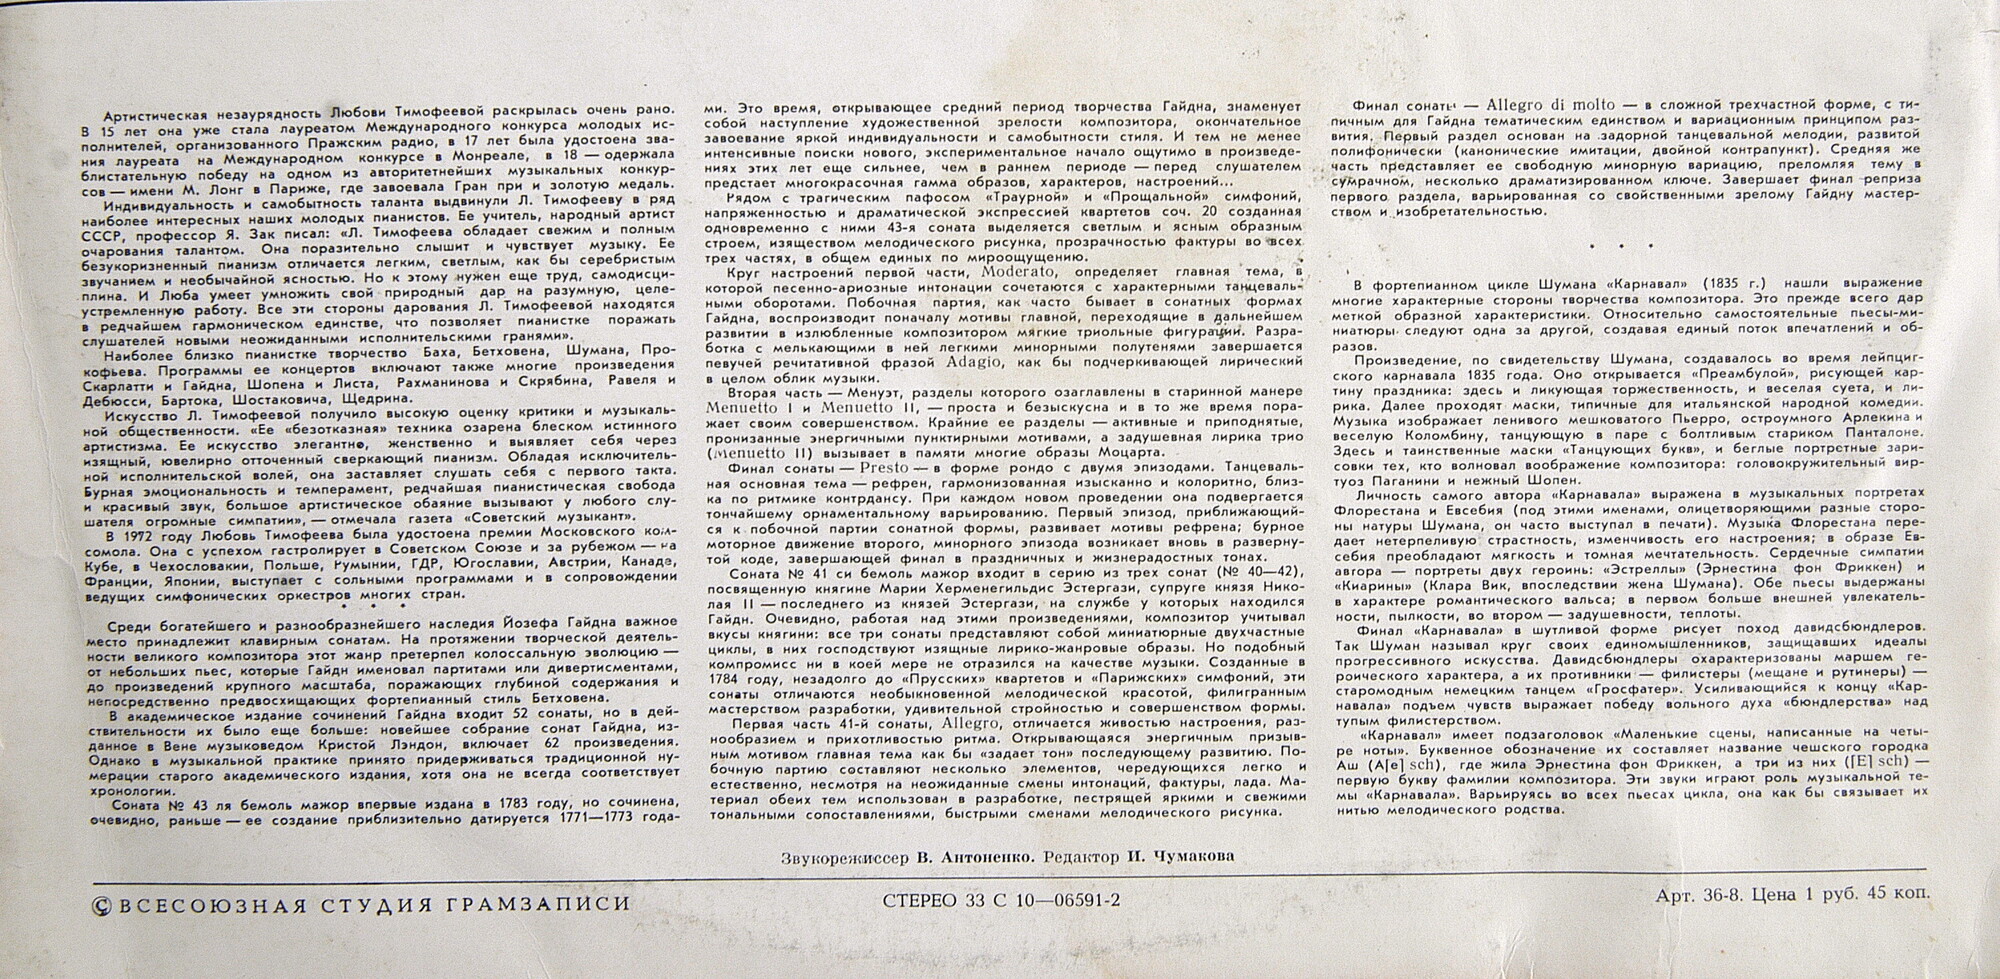 Артистическая незаурядность Любови Тимофеевой раскрылась очень рано.
В 15 лет она уже стала лауреатом Международного конкурса молодых ис-
полнителей, организованного Пражским радио, в 17 лет была удостоена зва-
ния лауреата на Международном конкурсе в Монреале, в 18 — одержала
блистательную победу на одном из авторитетнейших музыкальных конкур-
сов — имени М. Лонг в Париже, где завоевала Гран при и золотую медаль.
Индивидуальность и самобытность таланта выдвинули Л. Тимофееву в ряд
наиболее интересных наших молодых пианистов. Ее учитель, народный артист
СССР, профессор Я. Зак писал: «Л. Тимофеева обладает свежим и полным
очарования талантом. Она поразительно слышит и чувствует музыку. Ее
безукоризненный пианизм отличается легким, светлым, как бы серебристым
звучанием и необычайной ясностью. Но к этому нужен еще труд, самодисци-
плина. И Люба умеет умножить свой природный дар на разумную, целе-
устремленную работу. Все эти стороны дарования Л. Тимофеевой находятся
в редчайшем гармоническом единстве, что позволяет пианистке поражать
слушателей новыми неожиданными исполнительскими гранями».
Наиболее близко пианистке творчество Баха, Бетховена, Шумана, Про-
кофьева. Программы ее концертов включают также многие произведения
Скарлатти и Гайдна, Шопена и Листа, Рахманинова и Скрябина, Равеля и
Дебюсси, Бартока, Шостаковича, Щедрина.
Искусство Л. Тимофеевой получило высокую оценку критики и музыкаль-
ной общественности. «Ее «безотказная» техника озарена блеском истинного
артистизма. Ее искусство элегантно, женственно и выявляет себя через
изящный, ювелирно отточенный сверкающий пианизм. Обладая исключитель-
ной исполнительской волей, она заставляет слушать себя с первого такта.
Бурная эмоциональность и темперамент, редчайшая пианистическая свобода
и красивый звук, большое артистическое обаяние вызывают у любого слу-
шателя огромные симпатии», — отмечала газета «Советский музыкант».
В 1972 году Любовь Тимофеева была удостоена премии Московского ком-
сомола. Она с успехом гастролирует в Советском Союзе и за рубежом — на
Кубе, в Чехословакии, Польше, Румынии, ГДР, Югославии, Австрии, Канаде,
Франции, Японии, выступает с сольными программами и в сопровождении
ведущих симфонических оркестров многих стран.
• • •
Среди богатейшего и разнообразнейшего наследия Йозефа Гайдна важное
место принадлежит клавирным сонатам. На протяжении творческой деятель-
ности великого композитора этот жанр претерпел колоссальную эволюцию —
от небольших пьес, которые Гайдн именовал партитами или дивертисментами,
до произведений крупного масштаба, поражающих глубиной содержания и
непосредственно предвосхищающих фортепианный стиль Бетховена.
В академическое издание сочинений Гайдна входит 52 сонаты, но в дей-
ствительности их было еще больше: новейшее собрание сонат Гайдна, из-
данное в Вене музыковедом Кристой Лэндон, включает 62 произведения.
Однако в музыкальной практике принято придерживаться традиционной ну-
мерации старого академического издания, хотя она не всегда соответствует
хронологии.
Соната № 43 ля бемоль мажор впервые издана в 1783 году, но сочинена,
очевидно, раньше — ее создание приблизительно датируется 1771—1773 года-
ми. Это время, открывающее средний период творчества Гайдна, знаменует
собой наступление художественной зрелости композитора, окончательное
завоевание яркой индивидуальности и самобытности стиля. И тем не менее
интенсивные поиски нового, экспериментальное начало ощутимо в произведе-
ниях этих лет еще сильнее, чем в раннем периоде — перед слушателем
предстает многокрасочная гамма образов, характеров, настроений...
Рядом с трагическим пафосом «Траурной» и «Прощальной» симфоний,
напряженностью и драматической экспрессией квартетов соч. 20 созданная
одновременно с ними 43-я соната выделяется светлым и ясным образным
строем, изяществом мелодического рисунка, прозрачностью фактуры во всех
трех частях, в общем единых по мироощущению.
Круг настроений первой части, Moderato, определяет главная тема, в
которой песенно-ариозные интонации сочетаются с характерными танцеваль-
ными оборотами. Побочная партия, как часто бывает в сонатных формах
Гайдна, воспроизводит поначалу мотивы главной, переходящие в дальнейшем
развитии в излюбленные композитором мягкие триольные фигурации. Разра-
ботка с мелькающими в ней легкими минорными полутенями завершается
певучей речитативной фразой Adagio, как бы подчеркивающей лирический
в целом облик музыки.
Вторая часть — Менуэт, разделы которого озаглавлены в старинной манере
Menuetto I и Menuetto II, — проста и безыскусна и в то же время пора-
жает своим совершенством. Крайние ее разделы — активные и приподнятые,
пронизанные энергичными пунктирными мотивами, а задушевная лирика трио
(Menuetto II) вызывает в памяти многие образы Моцарта.
Финал сонаты — Presto — в форме рондо с двумя эпизодами. Танцеваль-
ная основная тема — рефрен, гармонизованная изысканно и колоритно, близ-
ка по ритмике контрдансу. При каждом новом проведении она подвергается
тончайшему орнаментальному варьированию. Первый эпизод, приближающий-
ся к побочной партии сонатной формы, развивает мотивы рефрена; бурное
моторное движение второго, минорного эпизода возникает вновь в разверну-
той коде, завершающей финал в праздничных и жизнерадостных тонах.
Соната № 41 си бемоль мажор входит в серию из трех сонат (№ 40—42),
посвященную княгине Марии Херменегильдис Эстергази, супруге князя Нико-
лая II — последнего из князей Эстергази, на службе у которых находился
Гайдн. Очевидно, работая над этими произведениями, композитор учитывал
вкусы княгини: все три сонаты представляют собой миниатюрные двухчастные
циклы, в них господствуют изящные лирико-жанровые образы. Но подобный
компромисс ни в коей мере не отразился на качестве музыки. Созданные в
1784 году, незадолго до «Прусских» квартетов и «Парижских» симфоний, эти
сонаты отличаются необыкновенной мелодической красотой, филигранным
мастерством разработки, удивительной стройностью и совершенством формы.
Первая часть 41-й сонаты, Allegro, отличается живостью настроения, раз-
нообразием и прихотливостью ритма. Открывающаяся энергичным призыв-
ным мотивом главная тема как бы «задает тон» последующему развитию. По-
бочную партию составляют несколько элементов, чередующихся легко и
естественно, несмотря на неожиданные смены интонаций, фактуры, лада. Ма-
териал обеих тем использован в разработке, пестрящей яркими и свежими
тональными сопоставлениями, быстрыми сменами мелодического рисунка.
Финал сонаты — Allegro di molto — в сложной трехчастной форме, с ти-
пичным для Гайдна тематическим единством и вариационным принципом раз-
вития. Первый раздел основан на задорной танцевальной мелодии, развитой
полифонически (канонические имитации, двойной контрапункт). Средняя же
часть представляет ее свободную минорную вариацию, преломляя тему в
сумрачном, несколько драматизированном ключе. Завершает финал реприза
первого раздела, варьированная со свойственными зрелому Гайдну мастер-
ством и изобретательностью.
• • •
В фортепианном цикле Шумана «Карнавал» (1835 г.) нашли выражение
многие характерные стороны творчества композитора. Это прежде всего дар
меткой образной характеристики. Относительно самостоятельные пьесы-ми-
ниатюры следуют одна за другой, создавая единый поток впечатлений и об-
разов.
Произведение, по свидетельству Шумана, создавалось во время лейпциг-
ского карнавала 1835 года. Оно открывается «Преамбулой», рисующей кар-
тину праздника: здесь и ликующая торжественность, и веселая суета, и ли-
рика. Далее проходят маски, типичные для итальянской народной комедии.
Музыка изображает ленивого мешковатого Пьерро, остроумного Арлекина и
веселую Коломбину, танцующую в паре с болтливым стариком Панталоне.
Здесь и таинственные маски «Танцующих букв», и беглые портретные зари-
совки тех, кто волновал воображение композитора: головокружительный вир-
туоз Паганини и нежный Шопен.
Личность самого автора «Карнавала» выражена в музыкальных портретах
Флорестана и Евсебия (под этими именами, олицетворяющими разные сторо-
ны натуры Шумана, он часто выступал в печати). Музыка Флорестана пере-
дает нетерпеливую страстность, изменчивость его настроения; в образе Ев-
себия преобладают мягкость и томная мечтательность. Сердечные симпатии
автора — портреты двух героинь: «Эстреллы» (Эрнестина фон Фриккен) и
«Киарины» (Клара Вик, впоследствии жена Шумана). Обе пьесы выдержаны
в характере романтического вальса; в первом больше внешней увлекатель-
ности, пылкости, во втором — задушевности, теплоты.
Финал «Карнавала» в шутливой форме рисует поход давидсбюндлеров.
Так Шуман называл круг своих единомышленников, защищавших идеалы
прогрессивного искусства. Давидсбюндлеры охарактеризованы маршем ге-
роического характера, а их противники — филистеры (мещане и рутинеры) —
старомодным немецким танцем «Гросфатер». Усиливающийся к концу «Кар-
навала» подъем чувств выражает победу вольного духа «бюндлерства» над
тупым филистерством.
«Карнавал» имеет подзаголовок «Маленькие сцены, написанные на четы-
ре ноты». Буквенное обозначение их составляет название чешского городка
Аш (A[e] sch), где жила Эрнестина фон Фриккен, а три из них ([E] sch) —
первую букву фамилии композитора. Эти звуки играют роль музыкальной те-
мы «Карнавала». Варьируясь во всех пьесах цикла, она как бы связывает их
нитью мелодического родства.
Звукорежиссер В. Антоненко. Редактор И. Чумакова
© ВСЕСОЮЗНАЯ СТУДИЯ ГРАМЗАПИСИ
СТЕРЕО 33 С 10—06591-2
Арт. 36-8. Цена 1 руб. 45 коп.